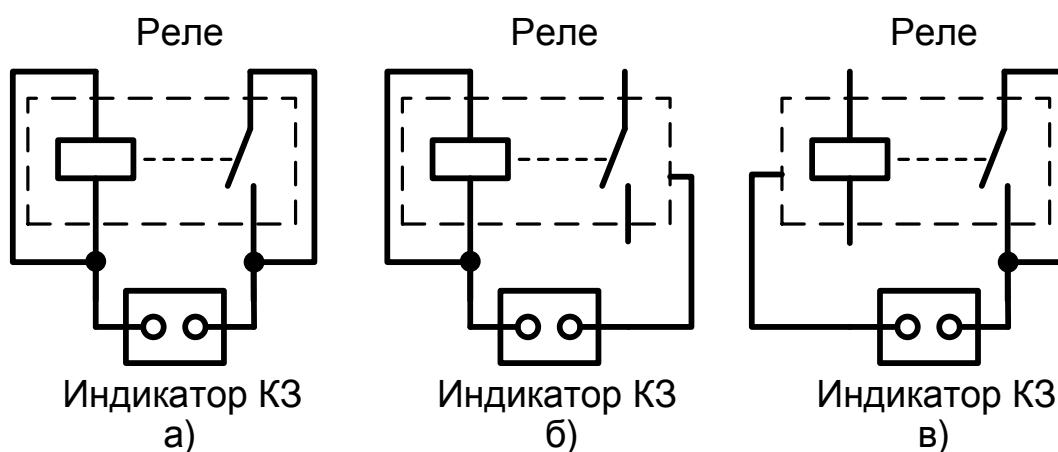 Реле Реле Реле
Индикатор КЗ Индикатор КЗ Индикатор КЗ
а) б) в)